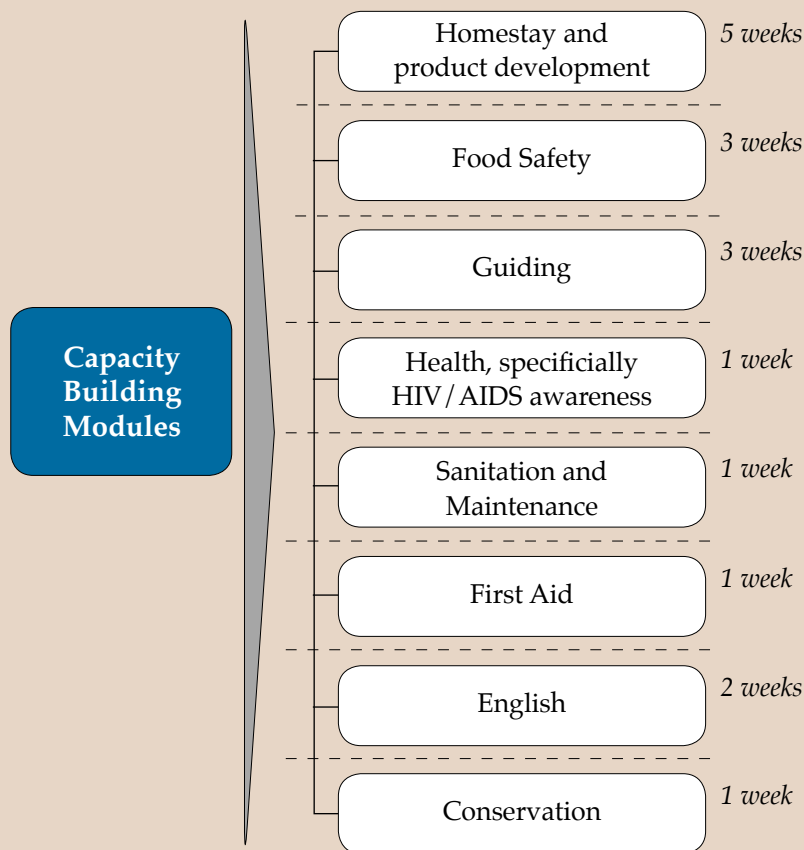 Capacity
Building
Modules
Homestay and
product development
5 weeks
Food Safety
3 weeks
Guiding
3 weeks
Health, specificially
HIV/AIDS awareness
1 week
Sanitation and
Maintenance
1 week
First Aid
1 week
English
2 weeks
Conservation
1 week